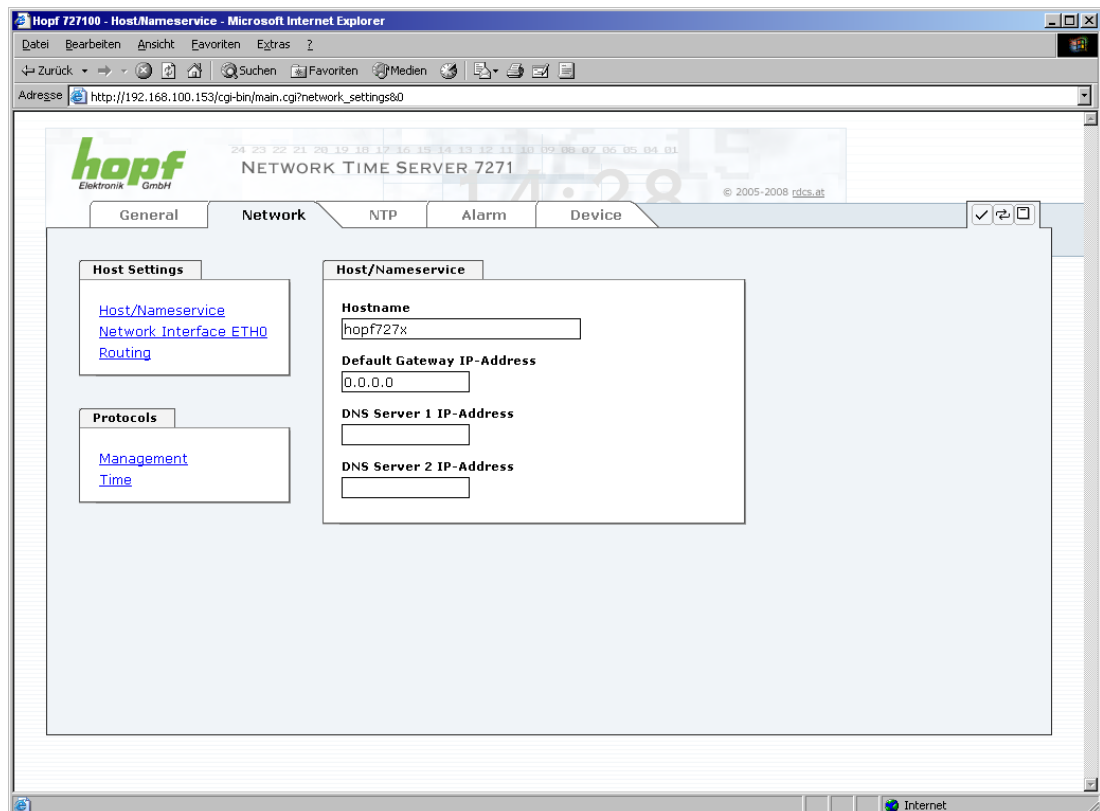 Hopf 727100 - Host/Nameservice - Microsoft Internet Explorer
Datei Bearbeiten Ansicht Favoriten Extras ?
Zurück Suchen Favoriten Medien
Adresse http://192.168.100.153/cgi-bin/main.cgi?network_settings&0
24 23 22 21 20 19 18 17 16 15 14 13 12 11 10 09 08 07 06 05 04 01
hopf
Elektronik GmbH
NETWORK TIME SERVER 7271
16 15
14:28
© 2005-2008 rdcs.at
General Network NTP Alarm Device
Host Settings
Host/Nameservice
Network Interface ETH0
Routing
Protocols
Management
Time
Host/Nameservice
Hostname
hopf727x
Default Gateway IP-Address
0.0.0.0
DNS Server 1 IP-Address
DNS Server 2 IP-Address
Internet